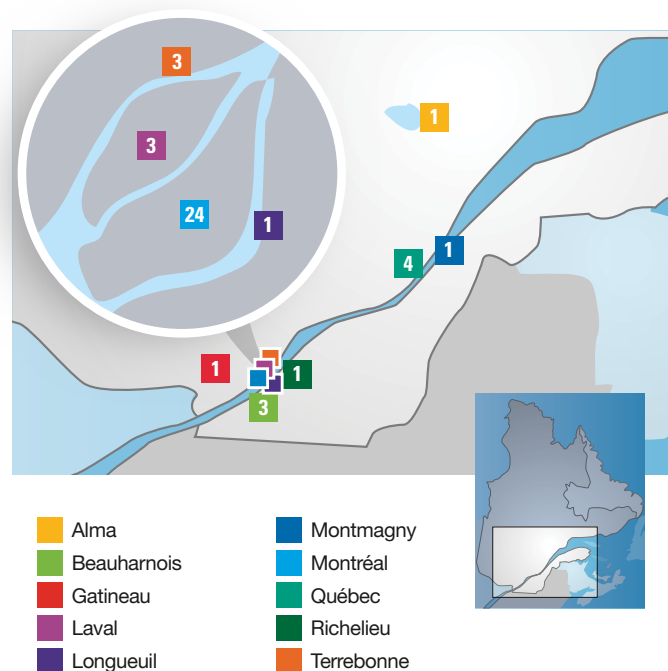 3
1
3
24
1
4
1
1
1
3
Alma
Beauharnois
Gatineau
Laval
Longueuil
Montmagny
Montréal
Québec
Richelieu
Terrebonne